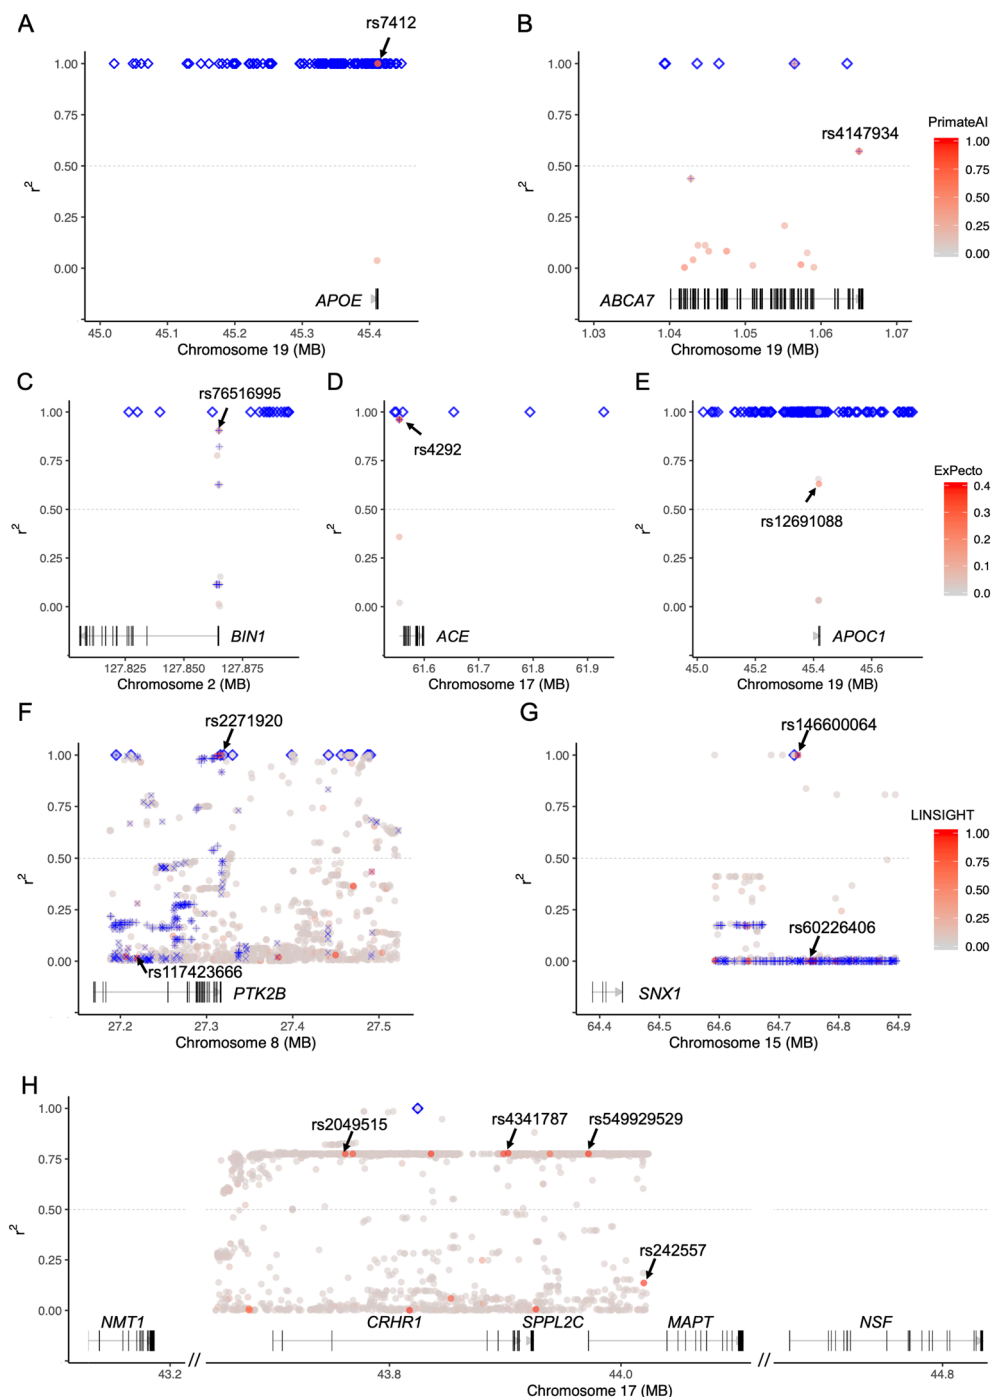 A
B
rs7412
1.00
0.75
0.50
0.25
0.00
r2
APOE
45.0 45.1 45.2 45.3 45.4
Chromosome 19 (MB)
1.00
0.75
0.50
0.25
0.00
r2
rs4147934
ABCA7
1.03 1.04 1.05 1.06 1.07
Chromosome 19 (MB)
PrimateAI
1.00
0.75
0.50
0.25
0.00
C
D
E
rs76516995
1.00
0.75
0.50
0.25
0.00
r2
BIN1
127.825 127.850 127.875
Chromosome 2 (MB)
1.00
0.75
0.50
0.25
0.00
r2
rs4292
ACE
61.6 61.7 61.8 61.9
Chromosome 17 (MB)
1.00
0.75
0.50
0.25
0.00
r2
rs12691088
APOC1
45.0 45.2 45.4 45.6
Chromosome 19 (MB)
ExPecto
0.4
0.3
0.2
0.1
0.0
F
G
rs2271920
1.00
0.75
0.50
0.25
0.00
r2
rs117423666
PTK2B
27.2 27.3 27.4 27.5
Chromosome 8 (MB)
rs146600064
1.00
0.75
0.50
0.25
0.00
r2
rs60226406
SNX1
64.4 64.5 64.6 64.7 64.8 64.9
Chromosome 15 (MB)
LINSIGHT
1.00
0.75
0.50
0.25
0.00
H
1.00
0.75
0.50
0.25
0.00
r2
rs2049515
rs4341787
rs549929529
rs242557
NMT1
CRHR1
SPPL2C
MAPT
NSF
43.2 // 43.8 44.0 // 44.8
Chromosome 17 (MB)